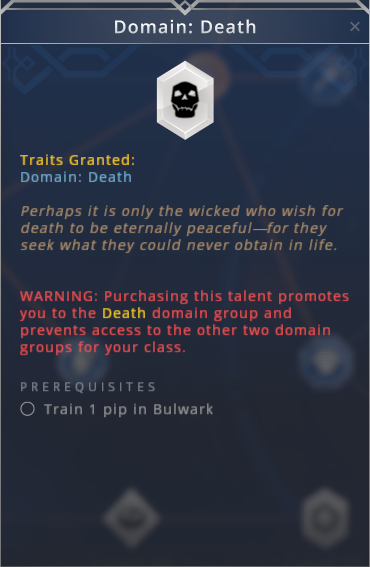 Domain: Death
Traits Granted:
Domain: Death
Perhaps it is only the wicked who wish for
death to be eternally peaceful—for they
seek what they could never obtain in life.
WARNING: Purchasing this talent promotes
you to the Death domain group and
prevents access to the other two domain
groups for your class.
PREREQUISITES
Train 1 pip in Bulwark